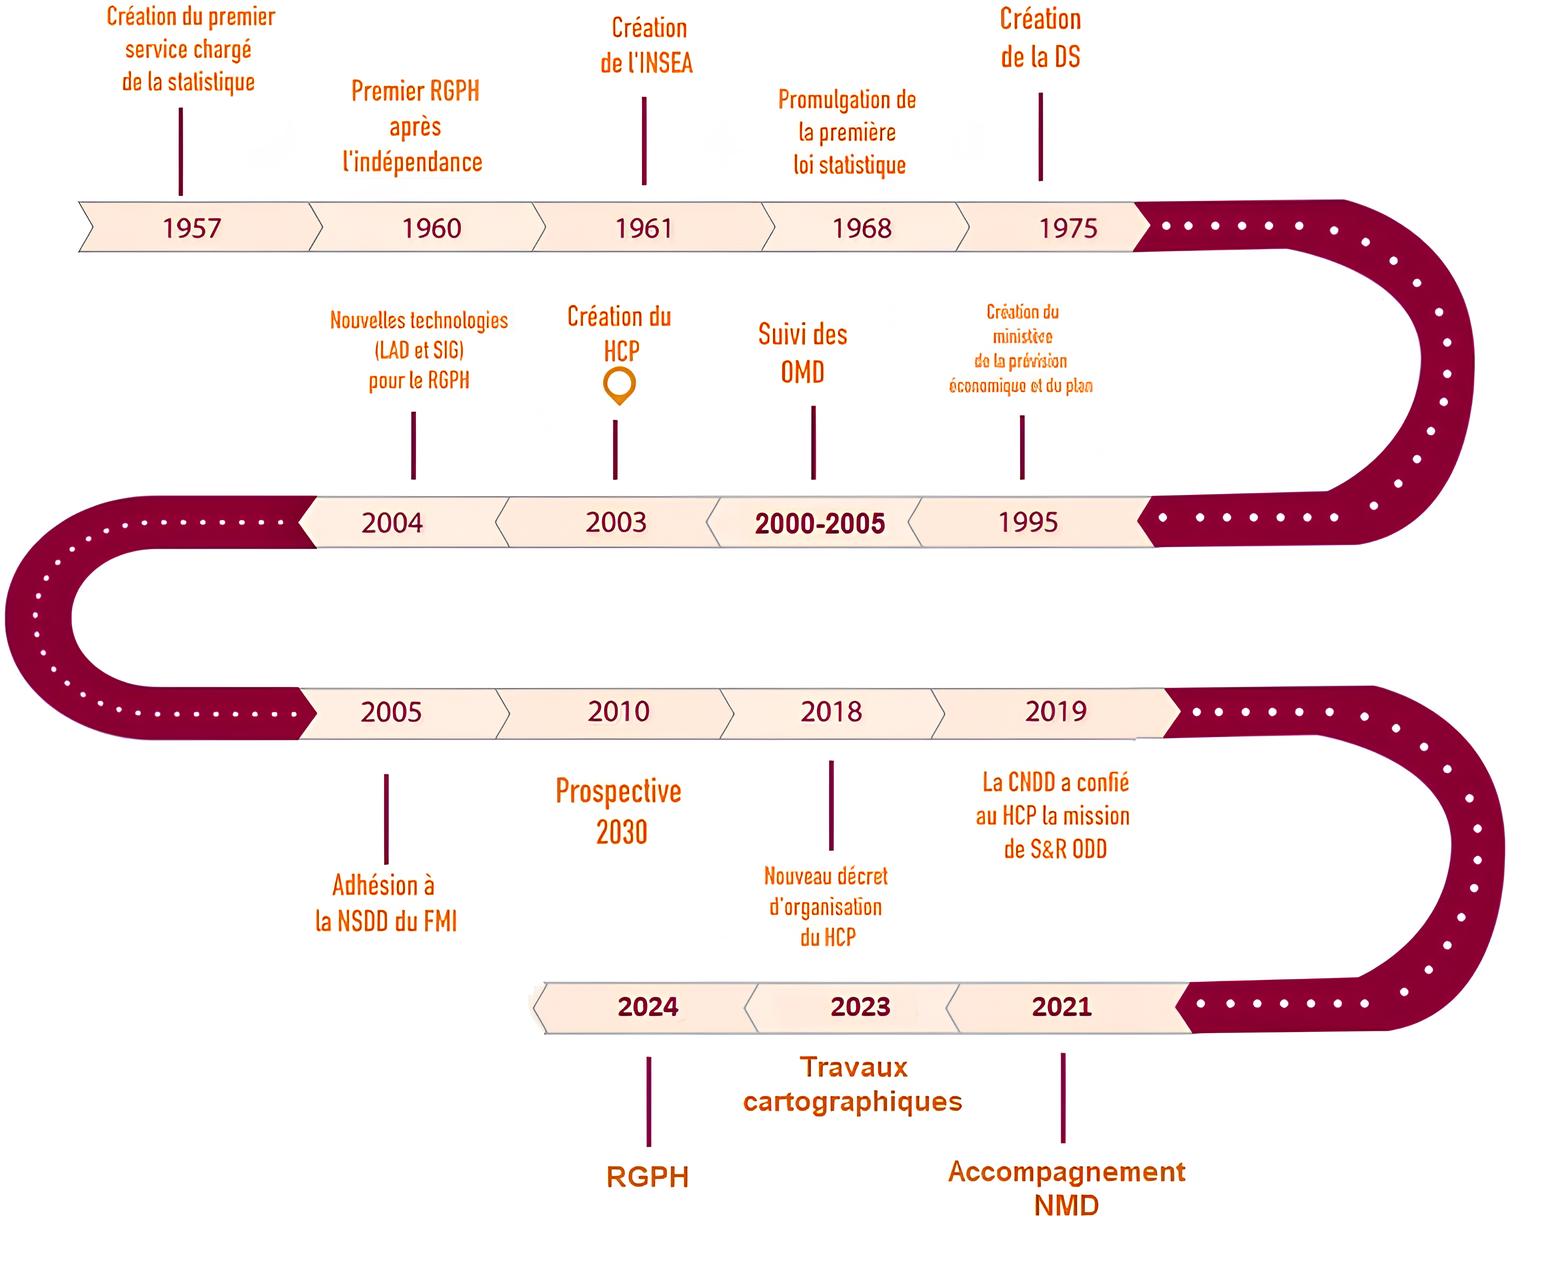 Création du premier
service chargé
de la statistique
Premier RGPH
après
l'indépendance
Création
de l'INSEA
Promulgation de
la première
loi statistique
Création
de la DS
1957
1960
1961
1968
1975
Nouvelles technologies
(LAD et SIG)
pour le RGPH
Création du
HCP
Suivi des
OMD
Création du
ministère
de la prévision
économique et du plan
2004
2003
2000-2005
1995
2005
2010
2018
2019
Adhésion à
la NSDD du FMI
Prospective
2030
Nouveau décret
d'organisation
du HCP
La CNDD a confié
au HCP la mission
de S&R ODD
2024
2023
2021
RGPH
Travaux
cartographiques
Accompagnement
NMD